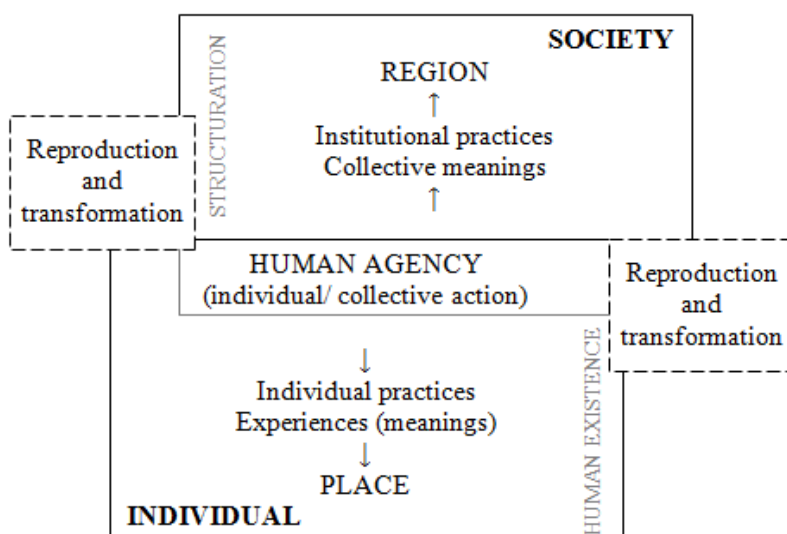 SOCIETY
STRUCTURATION
REGION
↑
Institutional practices
Collective meanings
↑
Reproduction
and
transformation
HUMAN AGENCY
(individual/ collective action)
Reproduction
and
transformation
↓
Individual practices
Experiences (meanings)
↓
PLACE
HUMAN EXISTENCE
INDIVIDUAL